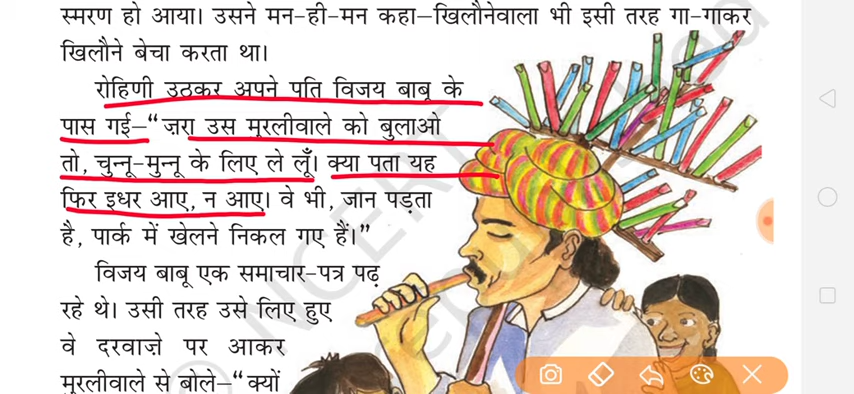 स्मरण हो आया। उसने मन-ही-मन कहा—खिलौनेवाला भी इसी तरह गा-गाकर
खिलौने बेचा करता था।
रोहिणी उठकर अपने पति विजय बाबू के
पास गई—“ज़रा उस मुरलीवाले को बुलाओ
तो, चुन्नू-मुन्नू के लिए ले लूँ। क्या पता यह
फिर इधर आए, न आए। वे भी, जान पड़ता
है, पार्क में खेलने निकल गए हैं।”
विजय बाबू एक समाचार-पत्र पढ़
रहे थे। उसी तरह उसे लिए हुए
वे दरवाज़े पर आकर
मुरलीवाले से बोले—“क्यों